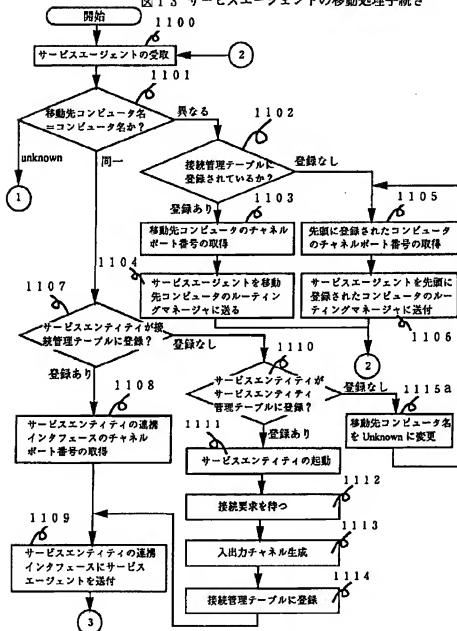 図13 サービスエージェントの移動処理手続き
開始
1100
サービスエージェントの受取
2
1101
移動先コンピュータ名
=コンピュータ名か?
異なる
unknown
同一
1
1102
接続管理テーブルに
登録されているか?
登録なし
登録あり
1103
移動先コンピュータのチャネル
ポート番号の取得
1104
サービスエージェントを移動
先コンピュータのルーティ
ングマネージャに送る
1105
先頭に登録されたコンピュータ
のチャネルポート番号の取得
サービスエージェントを先頭に
登録されたコンピュータのルー
ティングマネージャに送付
1106
2
1107
サービスエンティティが接
続管理テーブルに登録?
登録なし
登録あり
1108
サービスエンティティの連携
インタフェースのチャネル
ポート番号の取得
1109
サービスエンティティの連携
インタフェースにサービス
エージェントを送付
3
1110
サービスエンティティが
サービスエンティティ
管理テーブルに登録?
登録なし
登録あり
1115a
移動先コンピュータ名
を Unknown に変更
1111
サービスエンティティの起動
1112
接続要求を待つ
1113
入出力チャネル生成
1114
接続管理テーブルに登録